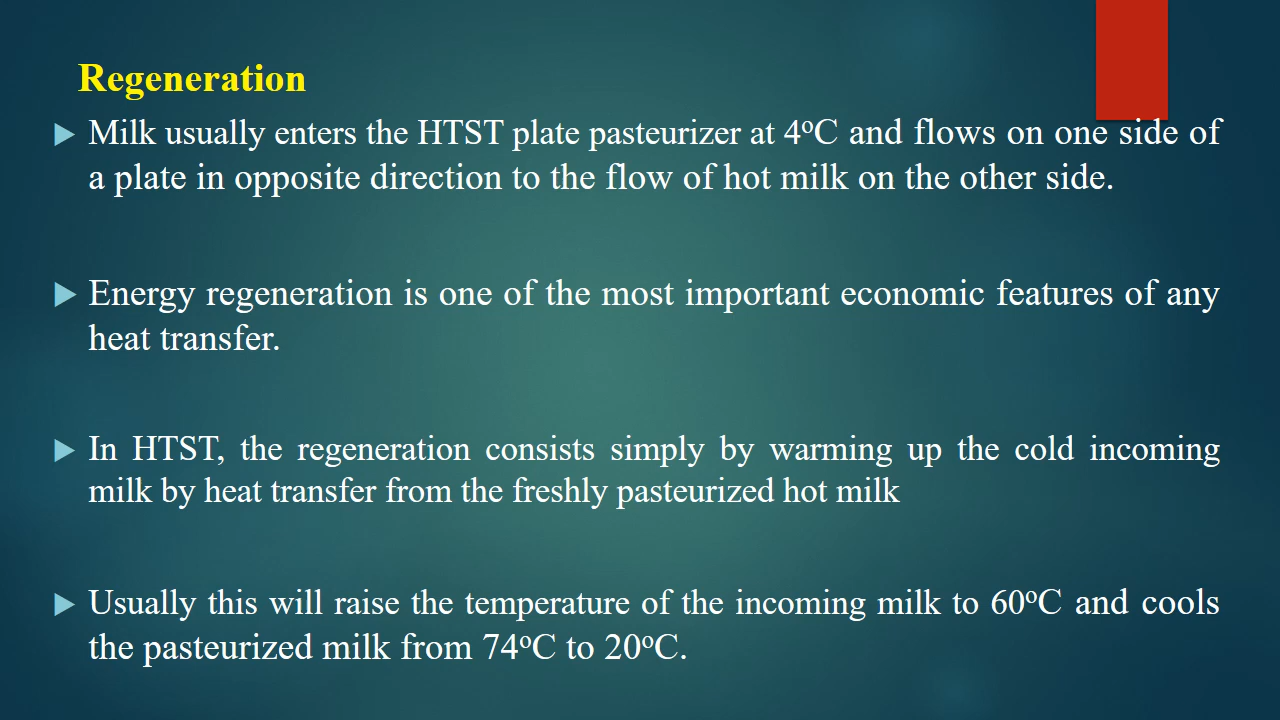 Regeneration
Milk usually enters the HTST plate pasteurizer at 4ºC and flows on one side of
a plate in opposite direction to the flow of hot milk on the other side.
Energy regeneration is one of the most important economic features of any
heat transfer.
In HTST, the regeneration consists simply by warming up the cold incoming
milk by heat transfer from the freshly pasteurized hot milk
Usually this will raise the temperature of the incoming milk to 60ºC and cools
the pasteurized milk from 74ºC to 20ºC.